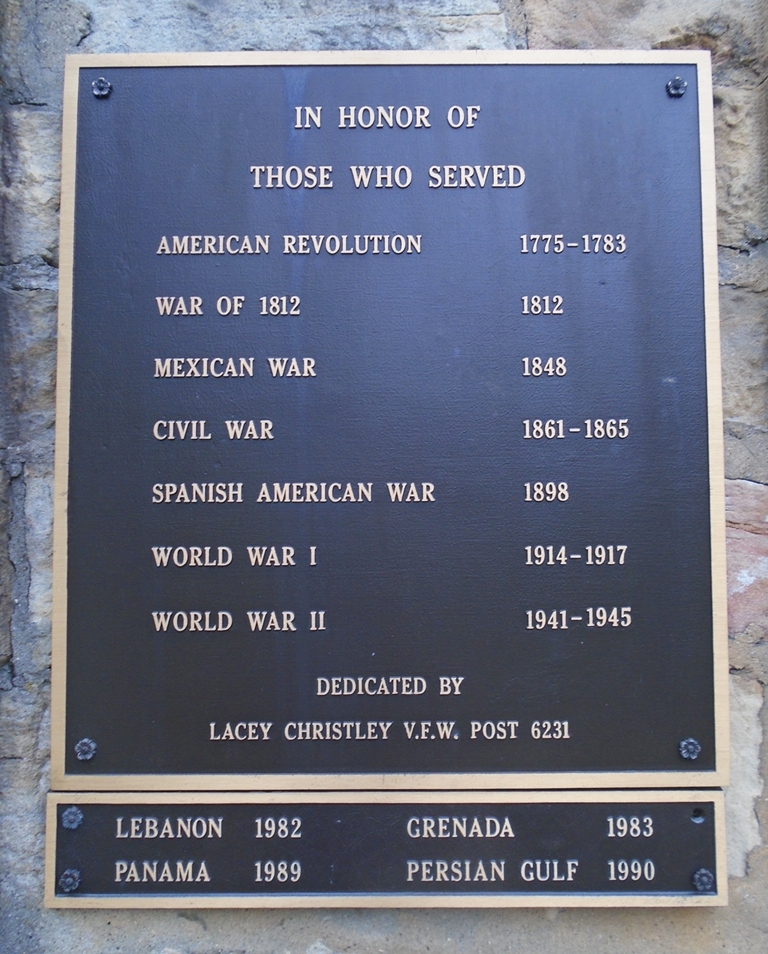 IN HONOR OF
THOSE WHO SERVED
AMERICAN REVOLUTION 1775-1783
WAR OF 1812 1812
MEXICAN WAR 1848
CIVIL WAR 1861-1865
SPANISH AMERICAN WAR 1898
WORLD WAR I 1914-1917
WORLD WAR II 1941-1945
DEDICATED BY
LACEY CHRISTLEY V.F.W. POST 6231
LEBANON 1982 GRENADA 1983
PANAMA 1989 PERSIAN GULF 1990